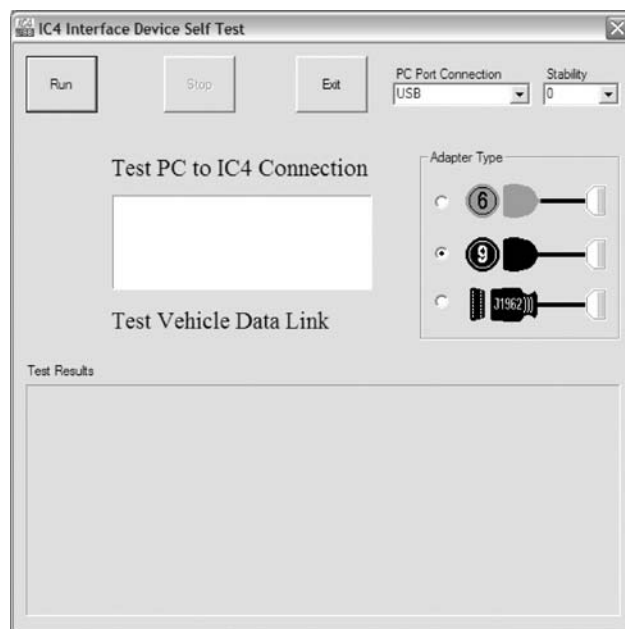 IC4 Interface Device Self Test
Run
Stop
Exit
PC Port Connection
USB
Stability
0
Test PC to IC4 Connection
Adapter Type
6
9
J1962
Test Vehicle Data Link
Test Results